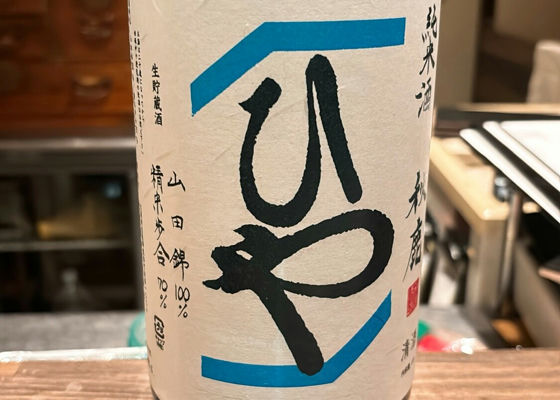 純米酒 秋鹿
ひや
山田錦100%
精米歩合70%
生貯蔵酒